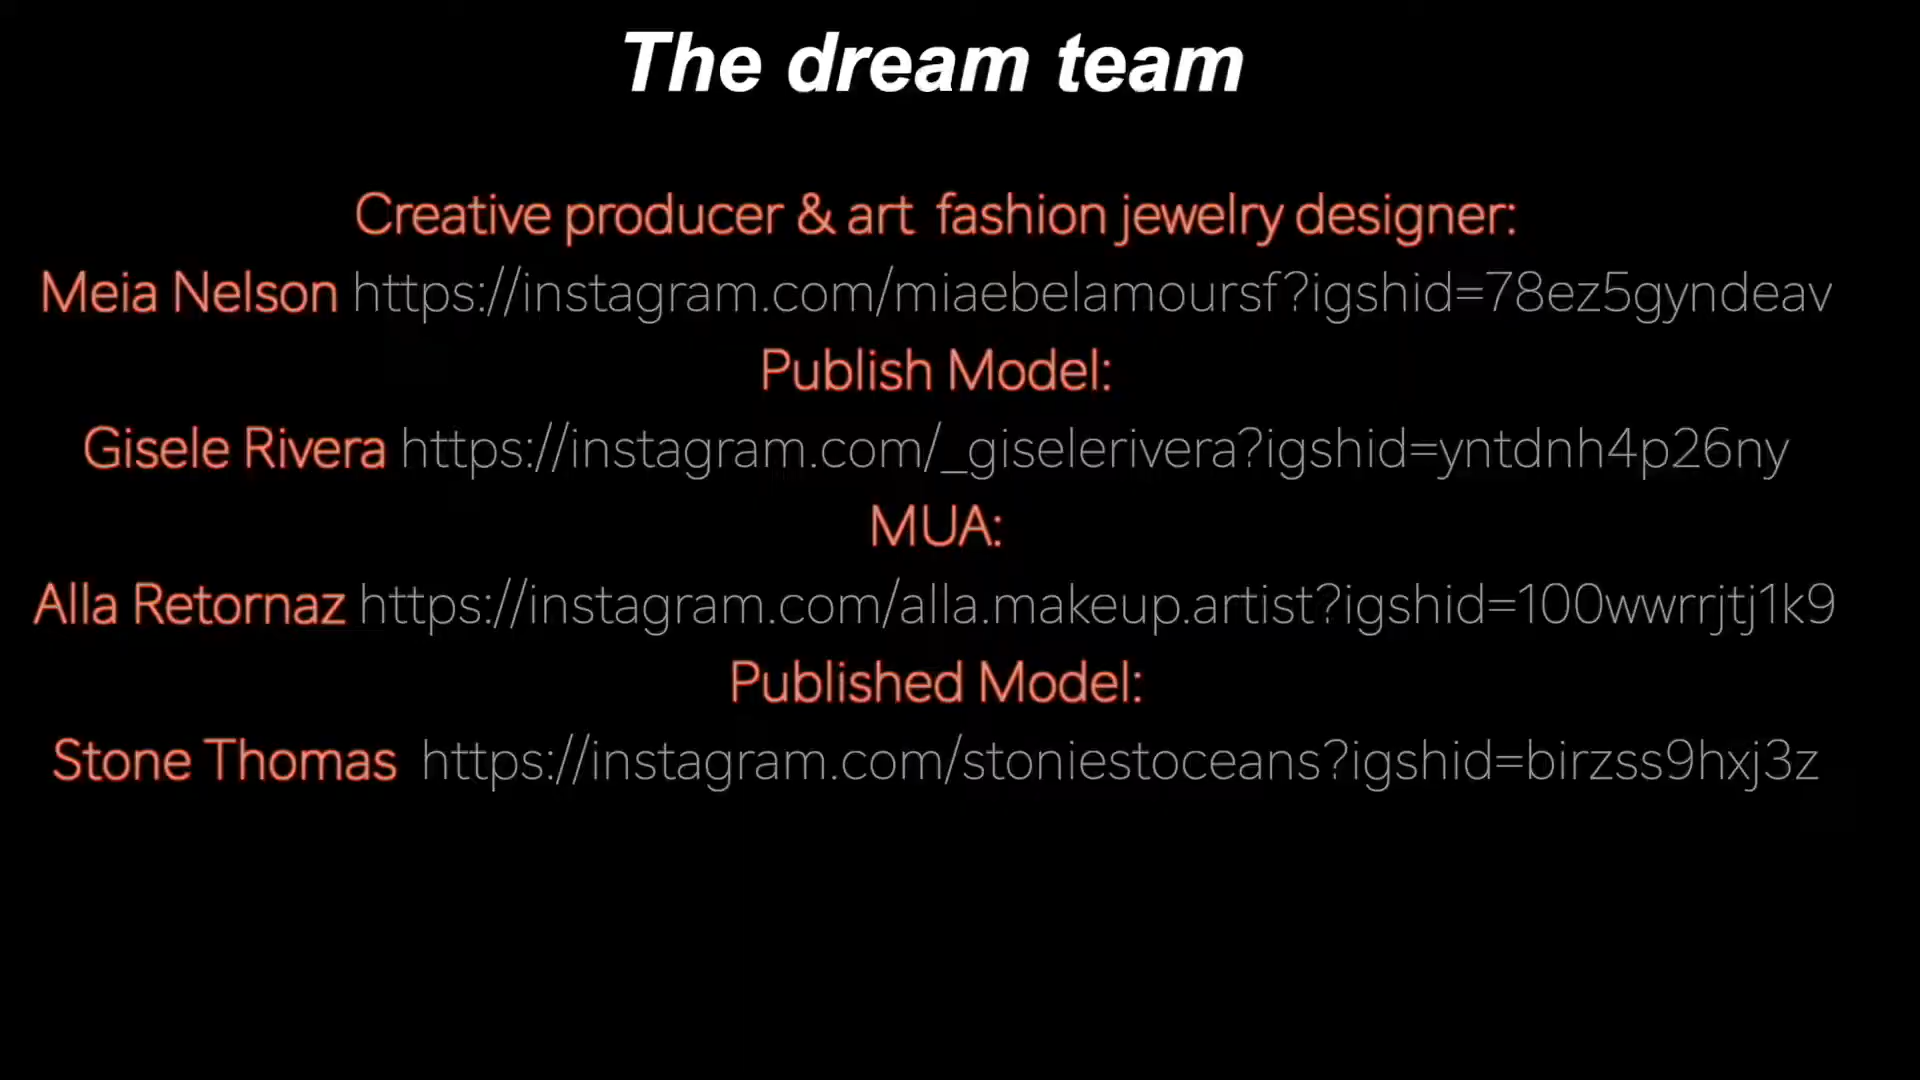 The dream team
Creative producer & art fashion jewelry designer:
Meia Nelson https://instagram.com/miaebelamoursf?igshid=78ez5gyndeav
Publish Model:
Gisele Rivera https://instagram.com/_giselerivera?igshid=yntdnh4p26ny
MUA:
Alla Retornaz https://instagram.com/alla.makeup.artist?igshid=100wwrrjtj1k9
Published Model:
Stone Thomas https://instagram.com/stoniestoceans?igshid=birzss9hxj3z